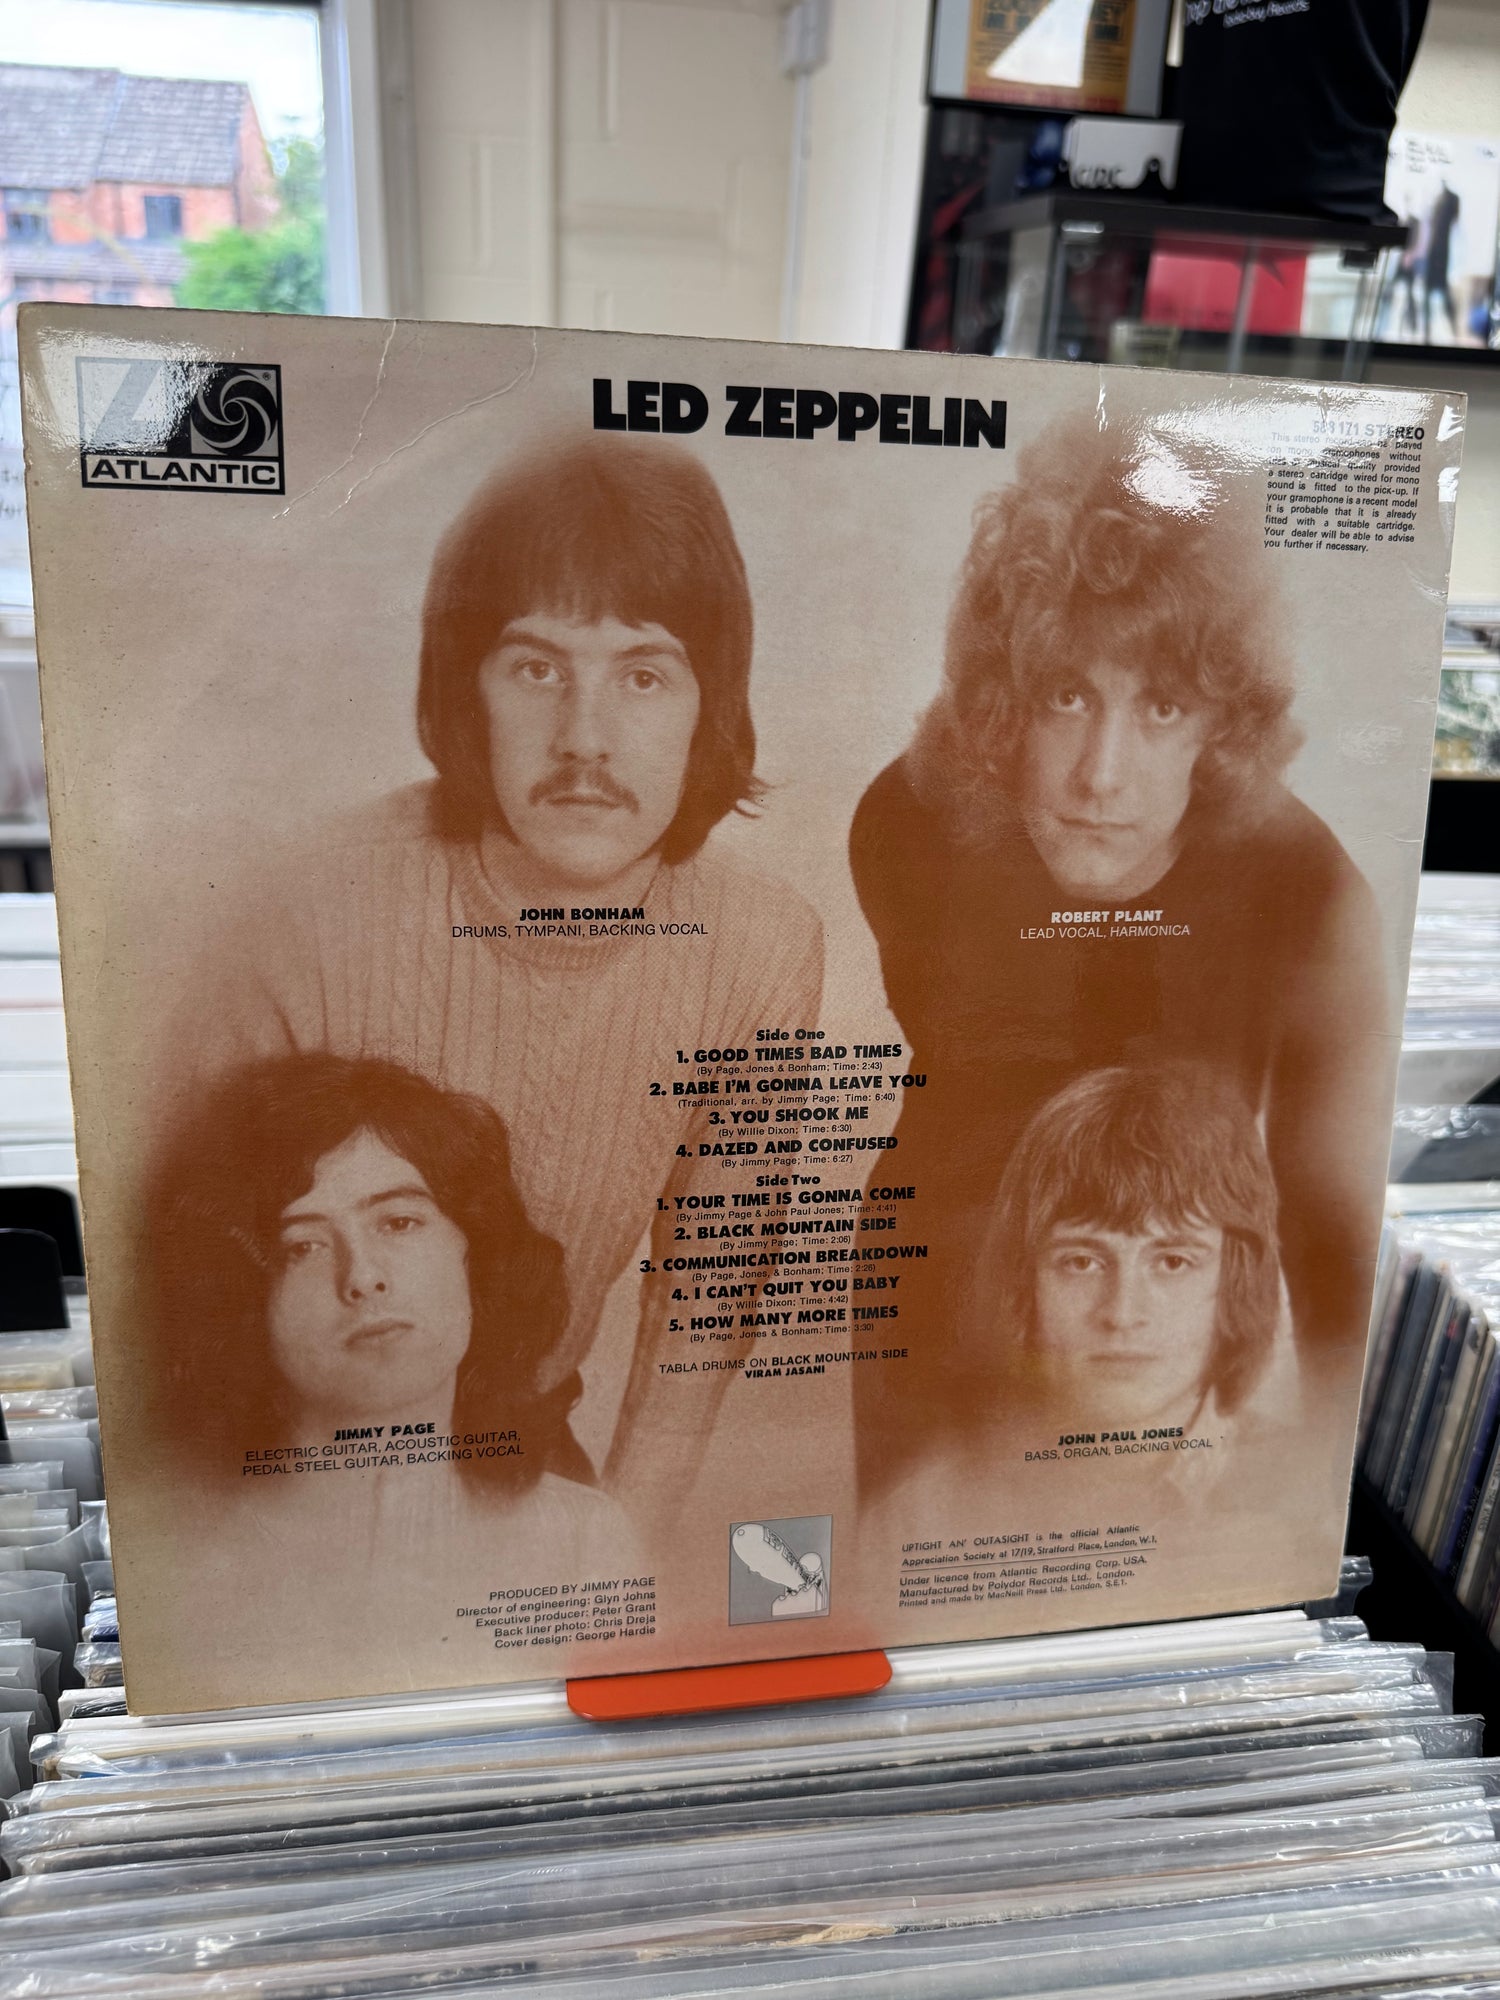 ATLANTIC
LED ZEPPELIN
588171 STEREO
This stereo record can be played
on mono gramophones without
loss of musical quality provided
a stereo cartridge wired for mono
sound is fitted to the pick-up. If
your gramophone is a recent model
it is probable that it is already
fitted with a suitable cartridge.
Your dealer will be able to advise
you further if necessary.
JOHN BONHAM
DRUMS, TYMPANI, BACKING VOCAL
ROBERT PLANT
LEAD VOCAL, HARMONICA
Side One
1. GOOD TIMES BAD TIMES
(By Page, Jones & Bonham; Time: 2:43)
2. BABE I'M GONNA LEAVE YOU
(Traditional, arr. by Jimmy Page; Time: 6:40)
3. YOU SHOOK ME
(By Willie Dixon; Time: 6:30)
4. DAZED AND CONFUSED
(By Jimmy Page; Time: 6:27)
Side Two
1. YOUR TIME IS GONNA COME
(By Jimmy Page & John Paul Jones; Time: 4:41)
2. BLACK MOUNTAIN SIDE
(By Jimmy Page; Time: 2:06)
3. COMMUNICATION BREAKDOWN
(By Page, Jones, & Bonham; Time: 2:26)
4. I CAN'T QUIT YOU BABY
(By Willie Dixon; Time: 4:42)
5. HOW MANY MORE TIMES
(By Page, Jones & Bonham: Time: 3:30)
TABLA DRUMS ON BLACK MOUNTAIN SIDE
VIRAM JASANI
JIMMY PAGE
ELECTRIC GUITAR, ACOUSTIC GUITAR,
PEDAL STEEL GUITAR, BACKING VOCAL
JOHN PAUL JONES
BASS, ORGAN, BACKING VOCAL
PRODUCED BY JIMMY PAGE
Director of engineering: Glyn Johns
Executive producer: Peter Grant
Back liner photo: Chris Dreja
Cover design: George Hardie
UPTIGHT AN' OUTASIGHT is the official Atlantic
Appreciation Society at 17/19, Stratford Place, London, W.1.
Under licence from Atlantic Recording Corp. USA.
Manufactured by Polydor Records Ltd., London.
Printed and made by MacNeill Press Ltd., London, S.E.1.